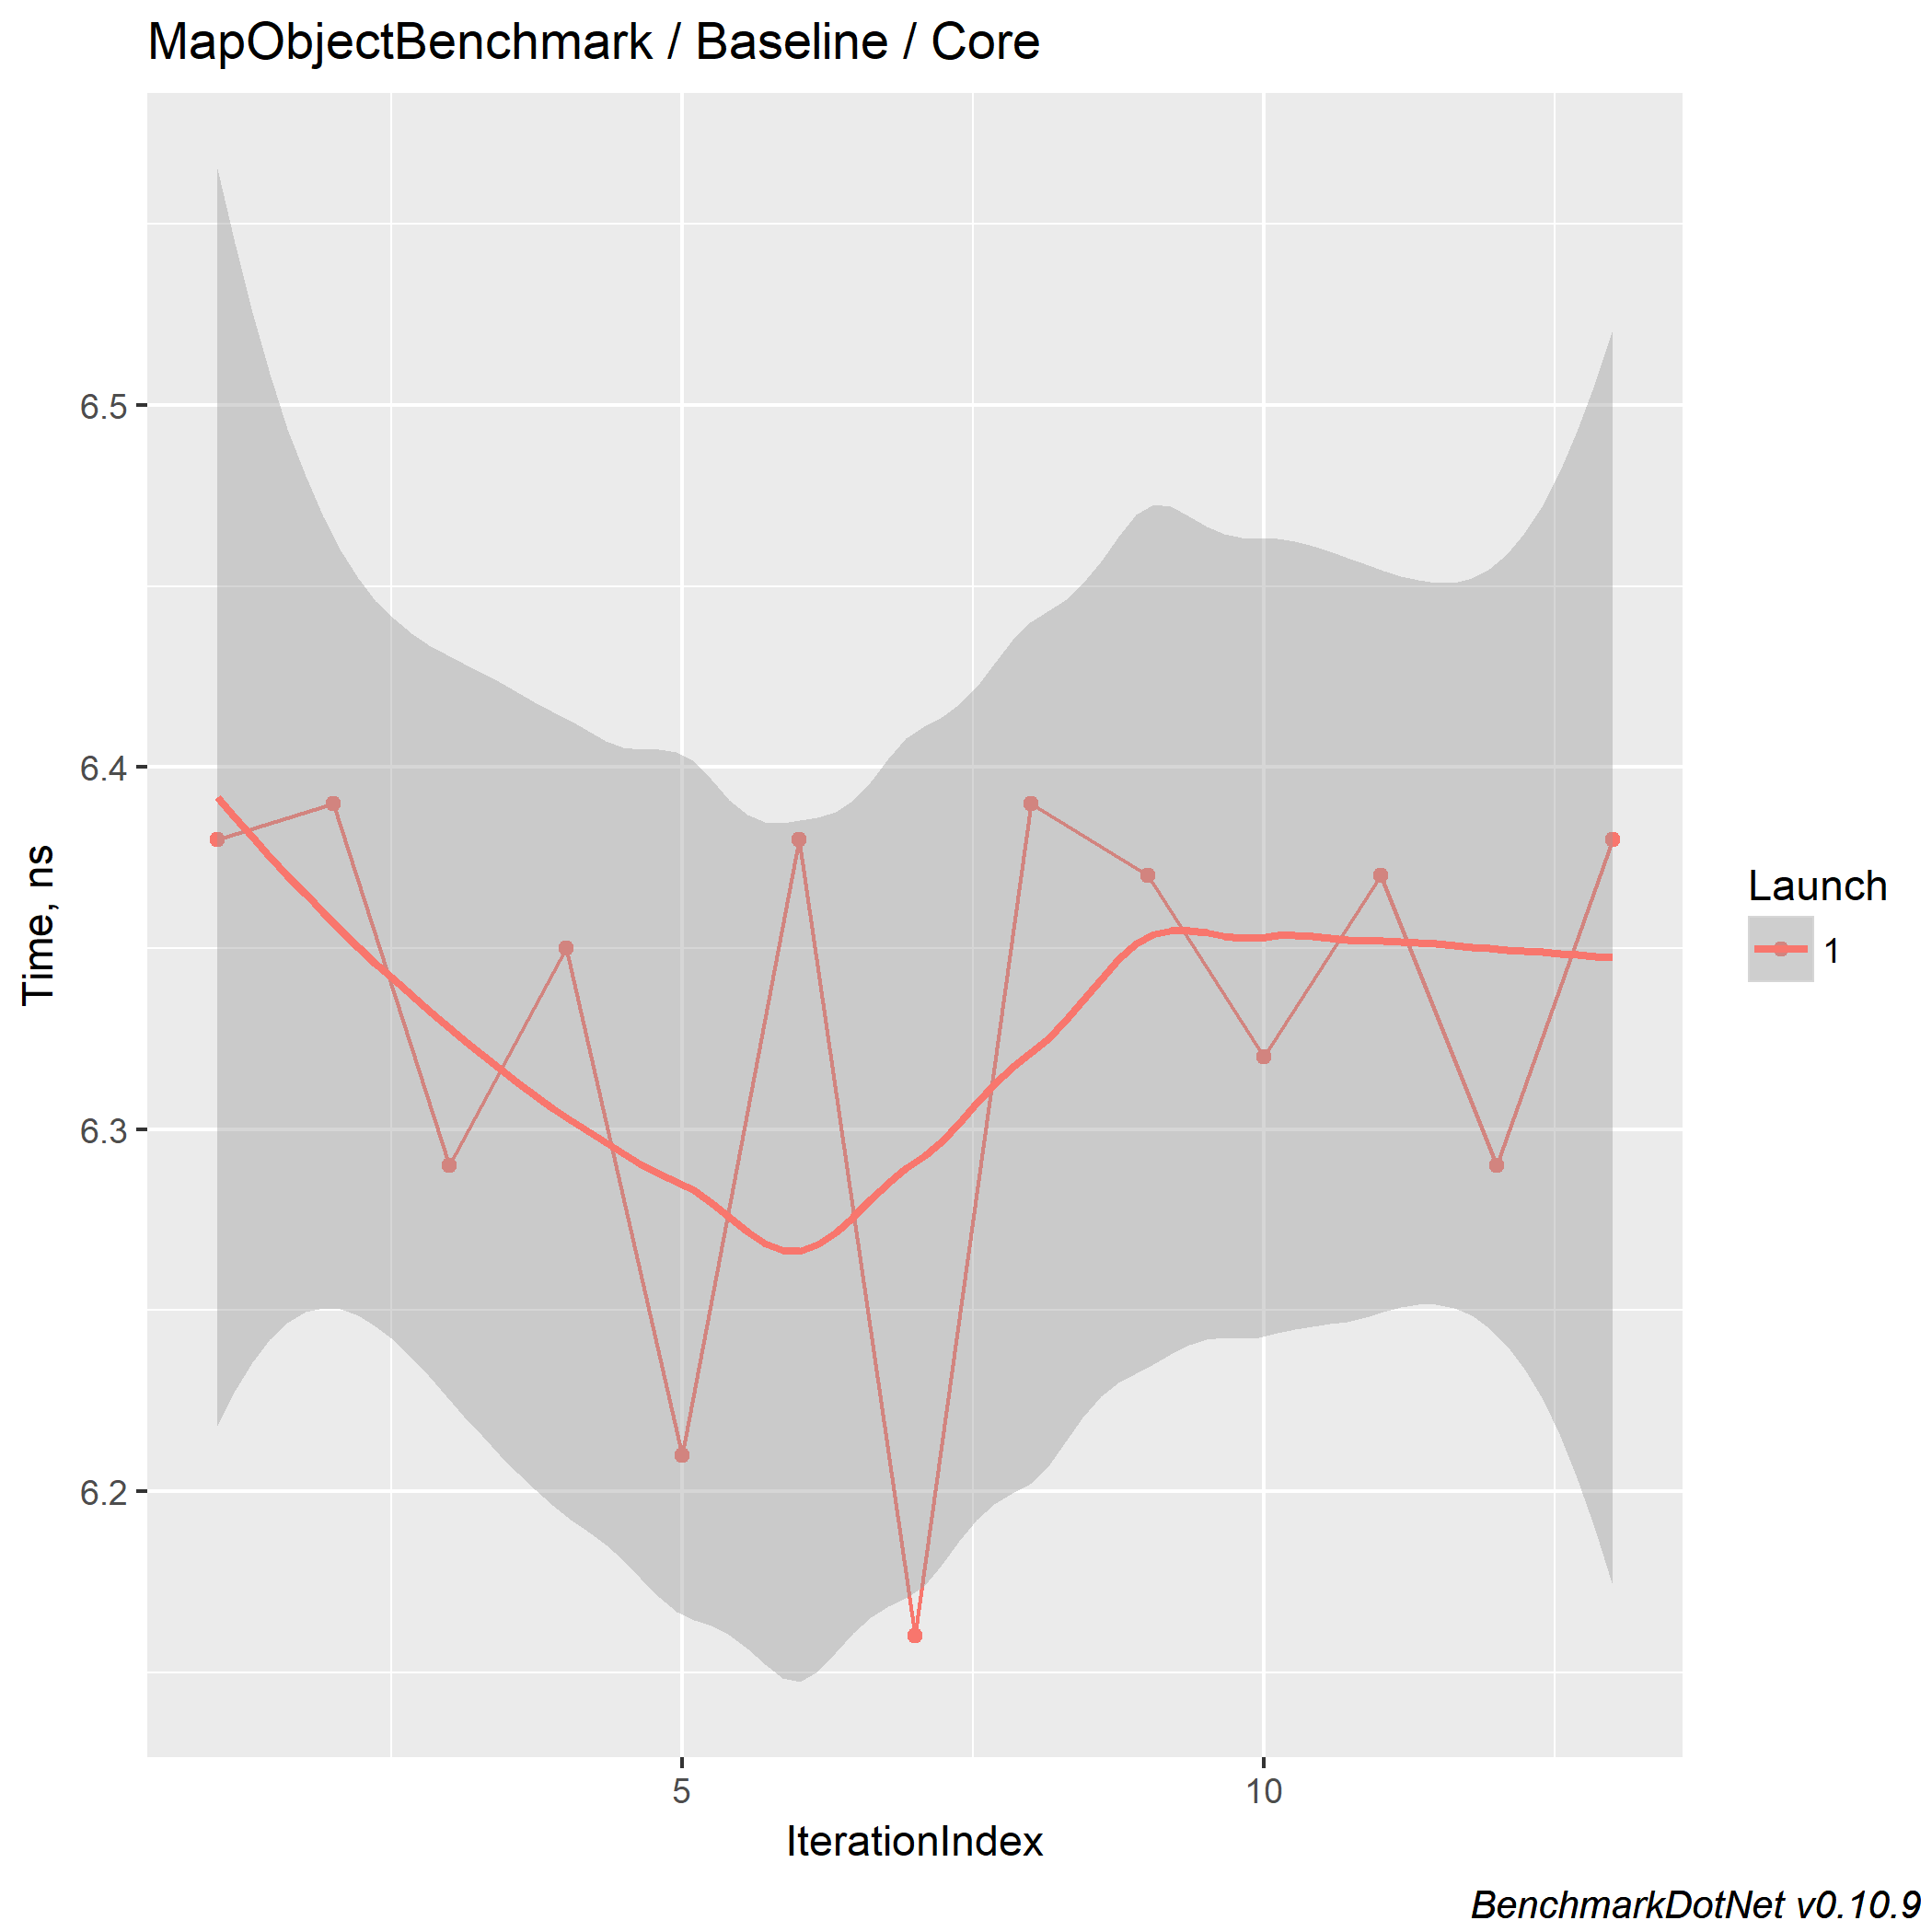 MapObjectBenchmark / Baseline / Core
6.5
6.4
6.3
6.2
Time, ns
5
10
IterationIndex
Launch
1
BenchmarkDotNet v0.10.9